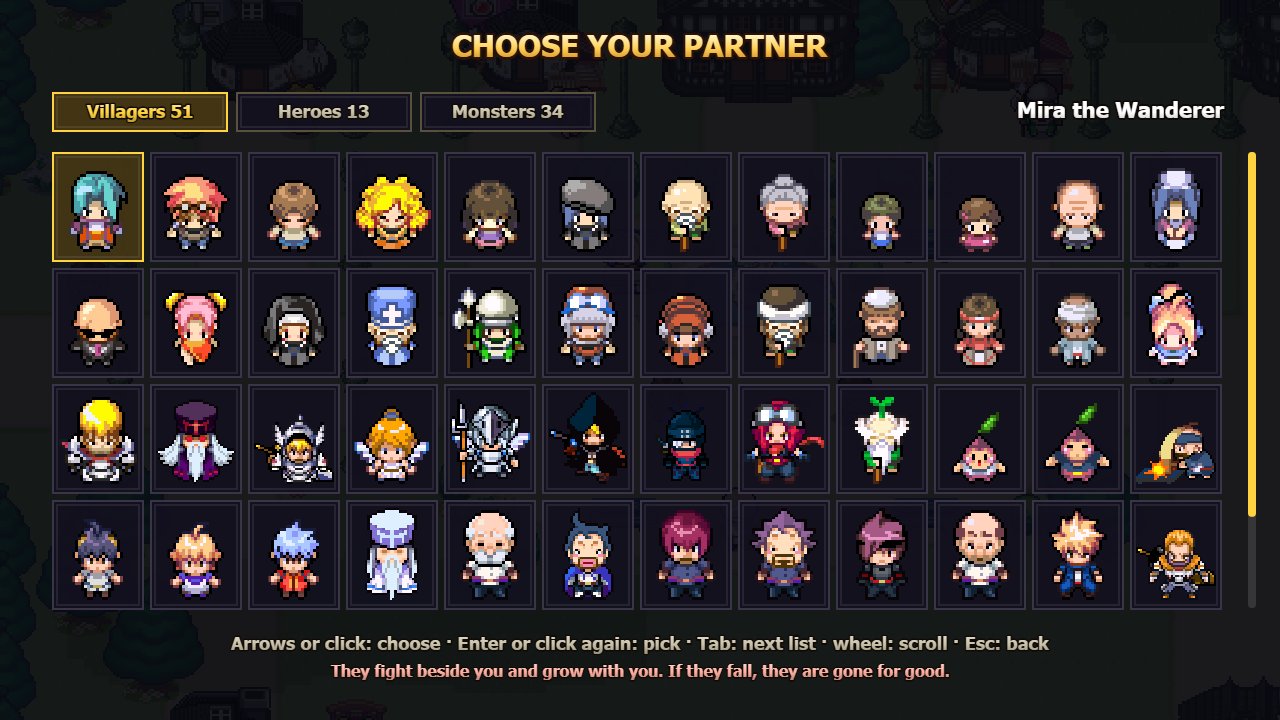 CHOOSE YOUR PARTNER
Villagers 51
Heroes 13
Monsters 34
Mira the Wanderer
Arrows or click: choose · Enter or click again: pick · Tab: next list · wheel: scroll · Esc: back
They fight beside you and grow with you. If they fall, they are gone for good.